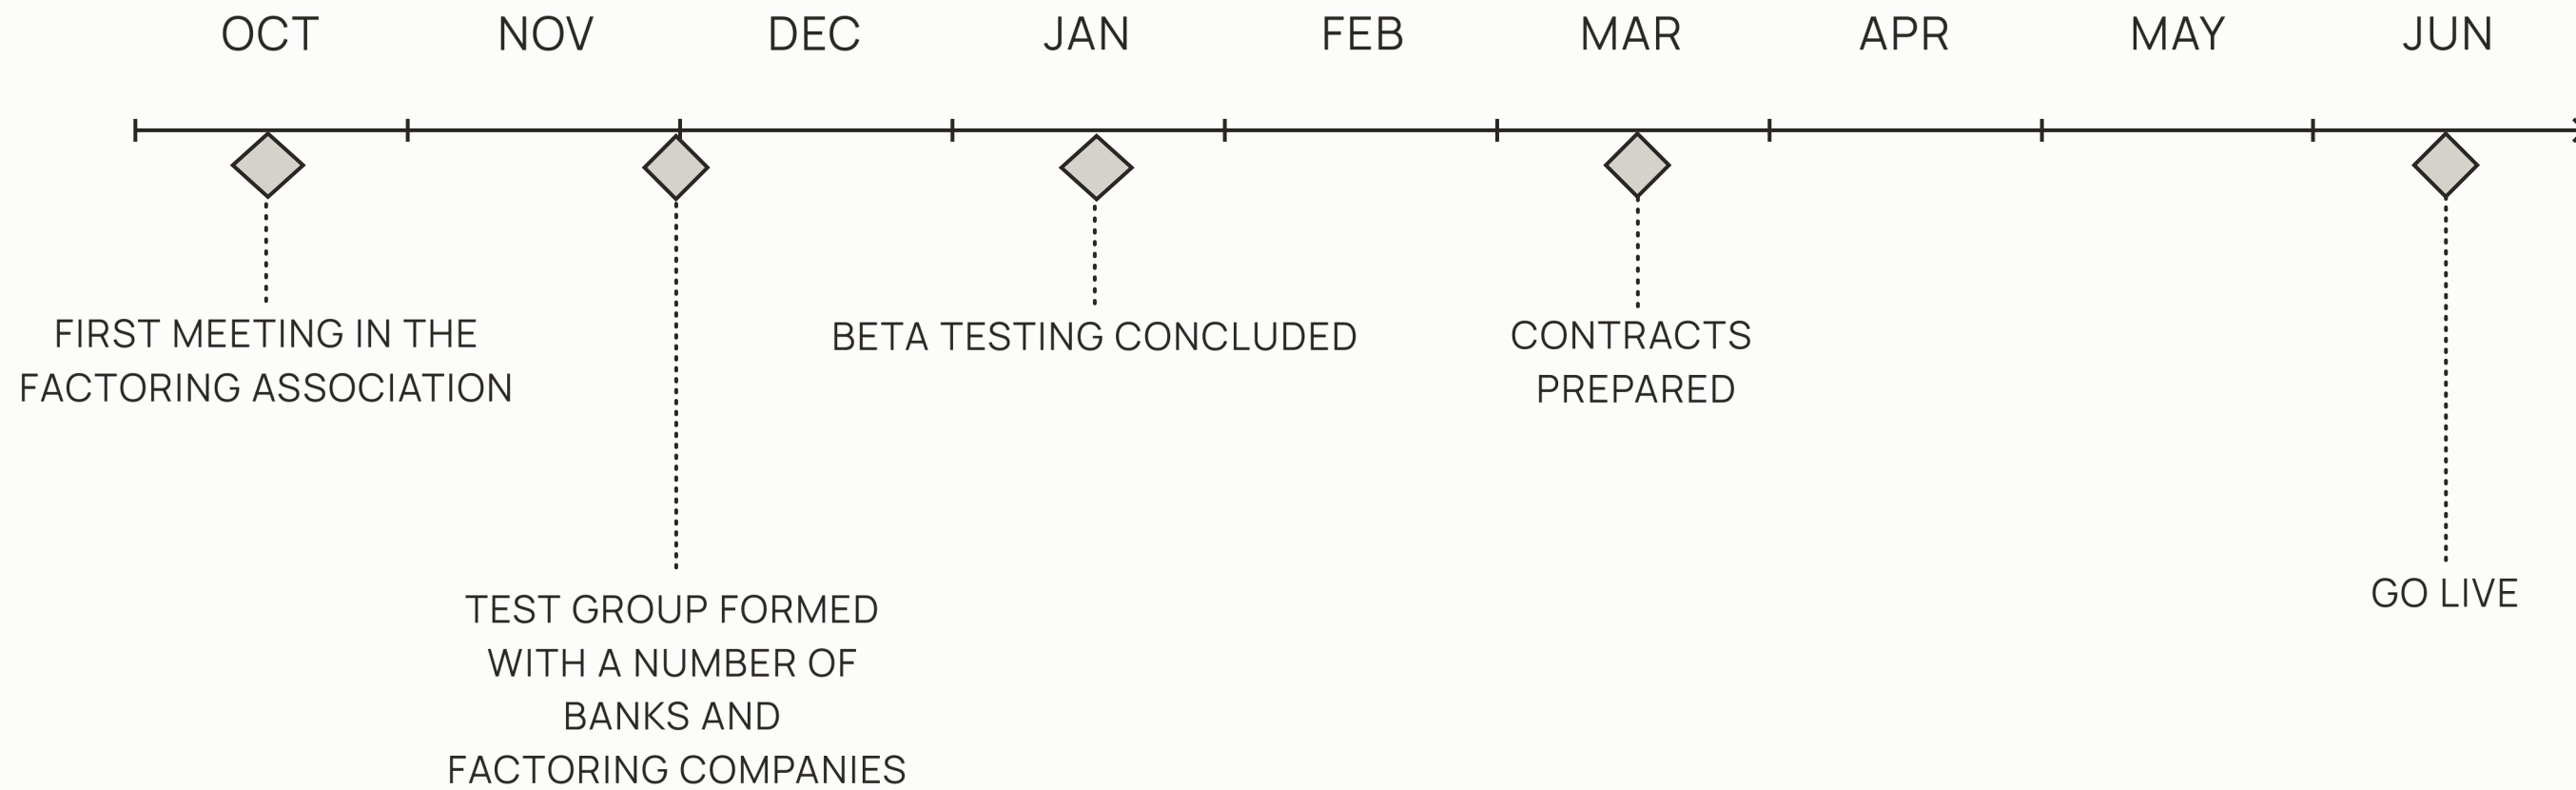 OCT NOV DEC JAN FEB MAR APR MAY JUN
FIRST MEETING IN THE
FACTORING ASSOCIATION
BETA TESTING CONCLUDED
CONTRACTS
PREPARED
TEST GROUP FORMED
WITH A NUMBER OF
BANKS AND
FACTORING COMPANIES
GO LIVE